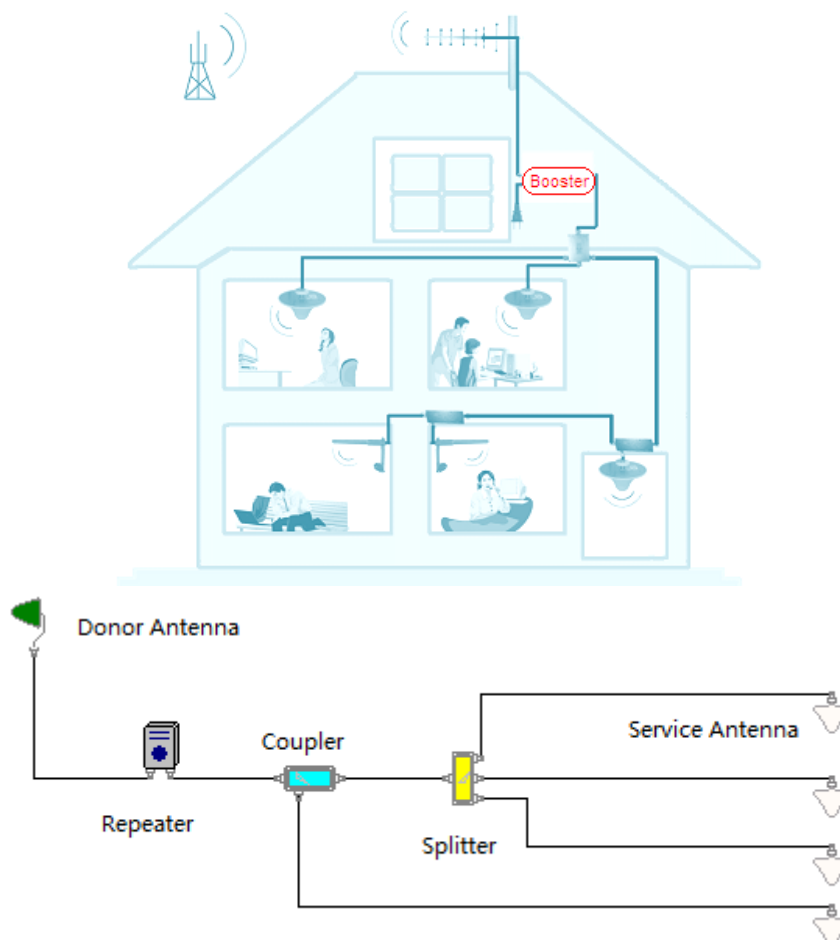 Booster
Donor Antenna
Service Antenna
Coupler
Repeater
Splitter